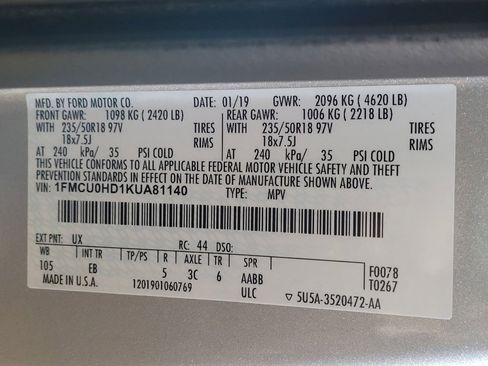 MFD. BY FORD MOTOR CO. DATE: 01/19 GVWR: 2096 KG ( 4620 LB)
FRONT GAWR: 1098 KG ( 2420 LB) REAR GAWR: 1006 KG ( 2218 LB)
WITH 235/50R18 97V TIRES WITH 235/50R18 97V TIRES
18x7.5J RIMS 18x7.5J RIMS
AT 240 kPa/ 35 PSI COLD AT 240 kPa/ 35 PSI COLD
THIS VEHICLE CONFORMS TO ALL APPLICABLE FEDERAL MOTOR VEHICLE SAFETY AND THEFT
PREVENTION STANDARDS IN EFFECT ON THE DATE OF MANUFACTURE SHOWN ABOVE.
VIN: 1FMCU0HD1KUA81140 TYPE: MPV
EXT PNT: UX RC: 44 DSO:
WB INT TR TP/PS R AXLE TR SPR
105 EB 5 3C 6 AABB
ULC
F0078
T0267
MADE IN U.S.A. 1201901060769 ▽ 5U5A-3520472-AA